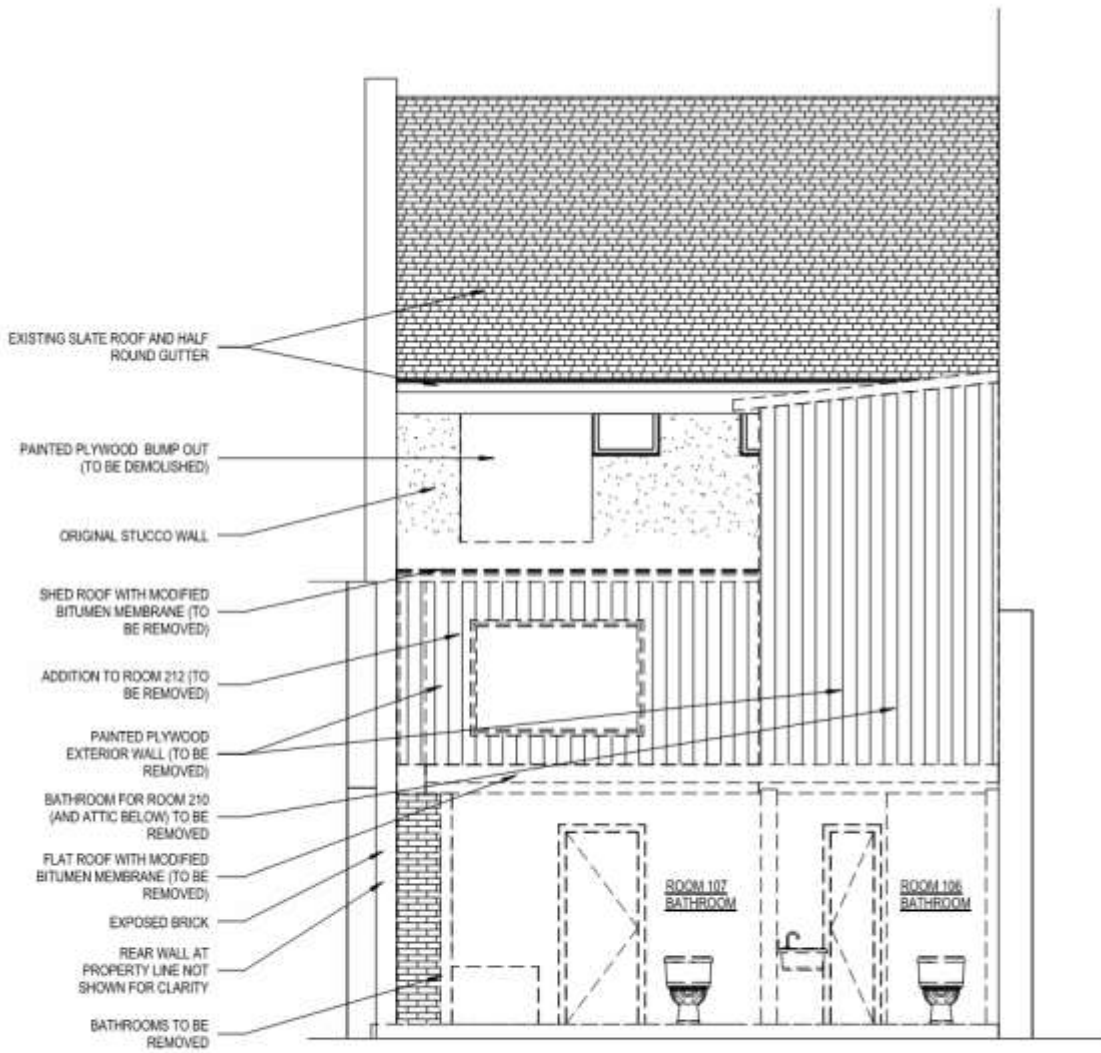 EXISTING SLATE ROOF AND HALF
ROUND GUTTER
PAINTED PLYWOOD BUMP OUT
(TO BE DEMOLISHED)
ORIGINAL STUCCO WALL
SHED ROOF WITH MODIFIED
BITUMEN MEMBRANE (TO
BE REMOVED)
ADDITION TO ROOM 212 (TO
BE REMOVED)
PAINTED PLYWOOD
EXTERIOR WALL (TO BE
REMOVED)
BATHROOM FOR ROOM 210
(AND ATTIC BELOW) TO BE
REMOVED
FLAT ROOF WITH MODIFIED
BITUMEN MEMBRANE (TO BE
REMOVED)
EXPOSED BRICK
REAR WALL AT
PROPERTY LINE NOT
SHOWN FOR CLARITY
BATHROOMS TO BE
REMOVED
ROOM 107
BATHROOM
ROOM 106
BATHROOM